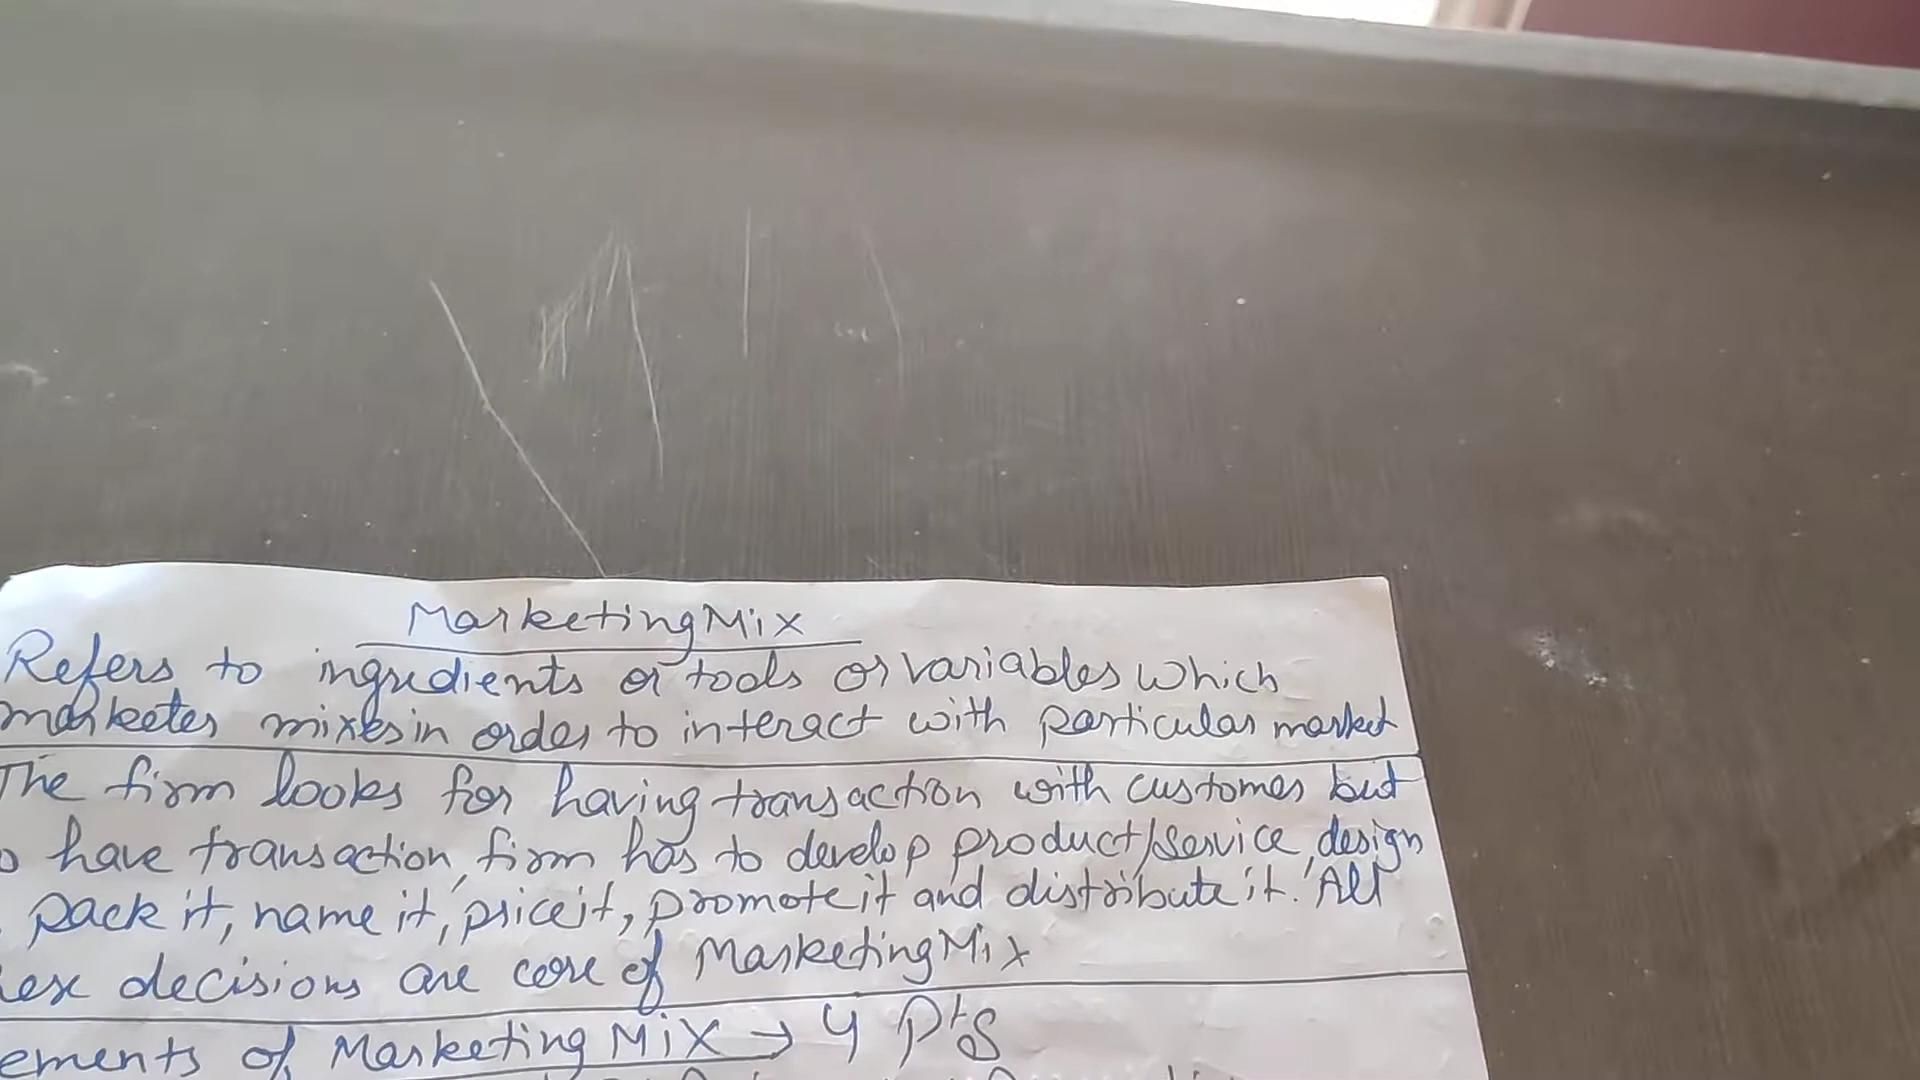 Marketing Mix
Refers to ingredients or tools or variables which
marketer mixes in order to interact with particular market
The firm looks for having transaction with customer but
have transaction, firm has to develop product/service, design
pack it, name it, price it, promote it and distribute it. All
decisions are core of Marketing Mix
ements of Marketing Mix → 4 P's